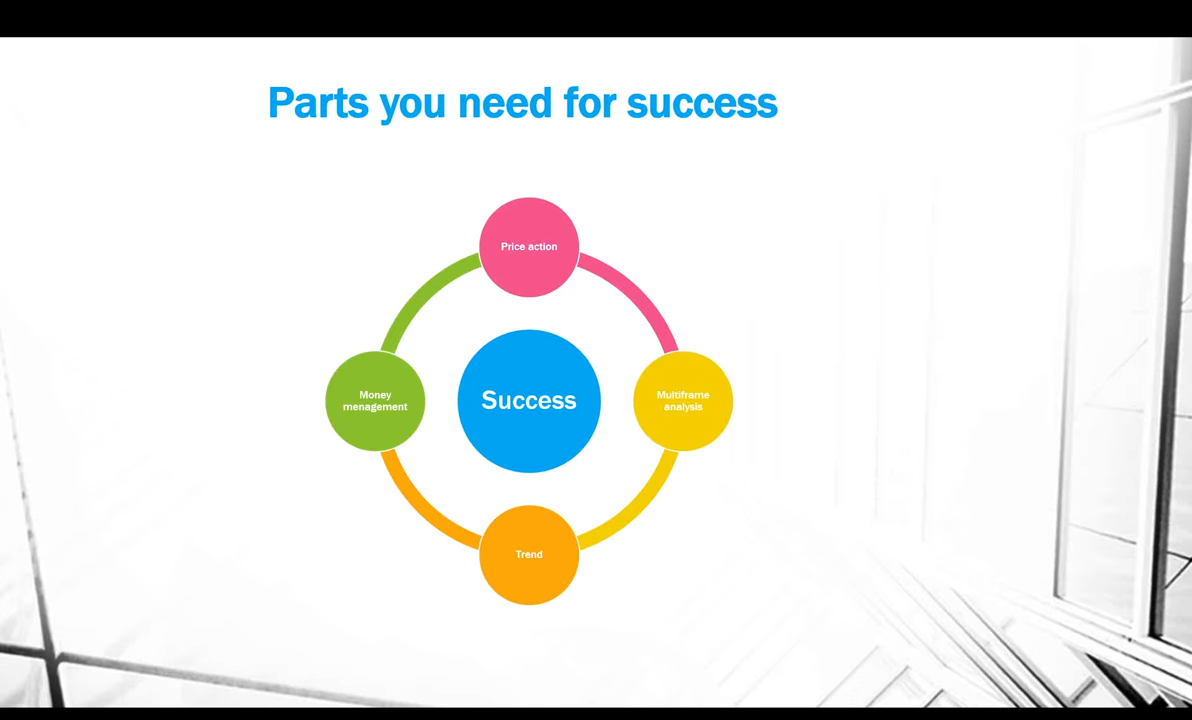 Parts you need for success
Price action
Money
menagement
Success
Multiframe
analysis
Trend